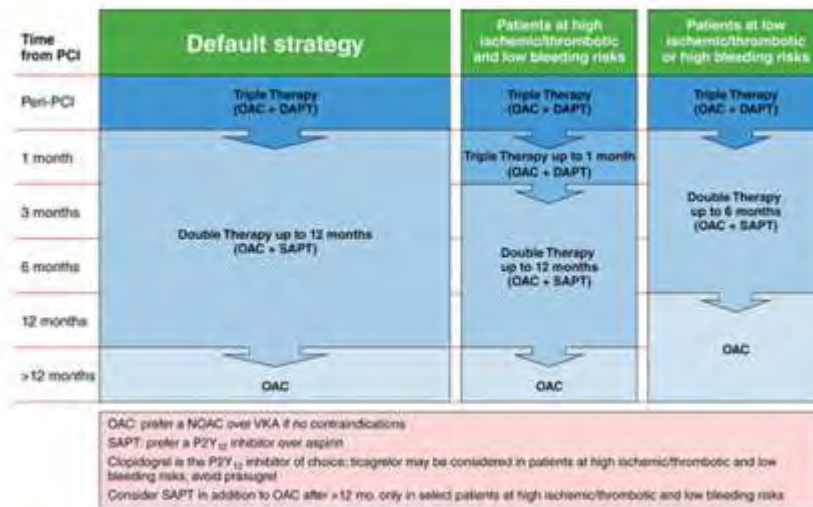 Time
from PCI
Default strategy
Patients at high
ischemic/thrombotic
and low bleeding risks
Patients at low
ischemic/thrombotic
or high bleeding risks
Peri-PCI
Triple Therapy
(OAC + DAPT)
Triple Therapy
(OAC + DAPT)
Triple Therapy
(OAC + DAPT)
1 month
Triple Therapy up to 1 month
(OAC + DAPT)
3 months
Double Therapy up to 12 months
(OAC + SAPT)
Double Therapy
up to 6 months
(OAC + SAPT)
6 months
Double Therapy
up to 12 months
(OAC + SAPT)
12 months
OAC
>12 months
OAC
OAC
OAC: prefer a NOAC over VKA if no contraindications
SAPT: prefer a P2Y₁₂ inhibitor over aspirin
Clopidogrel is the P2Y₁₂ inhibitor of choice; ticagrelor may be considered in patients at high ischemic/thrombotic and low
bleeding risks; avoid prasugrel
Consider SAPT in addition to OAC after >12 mo. only in select patients at high ischemic/thrombotic and low bleeding risks